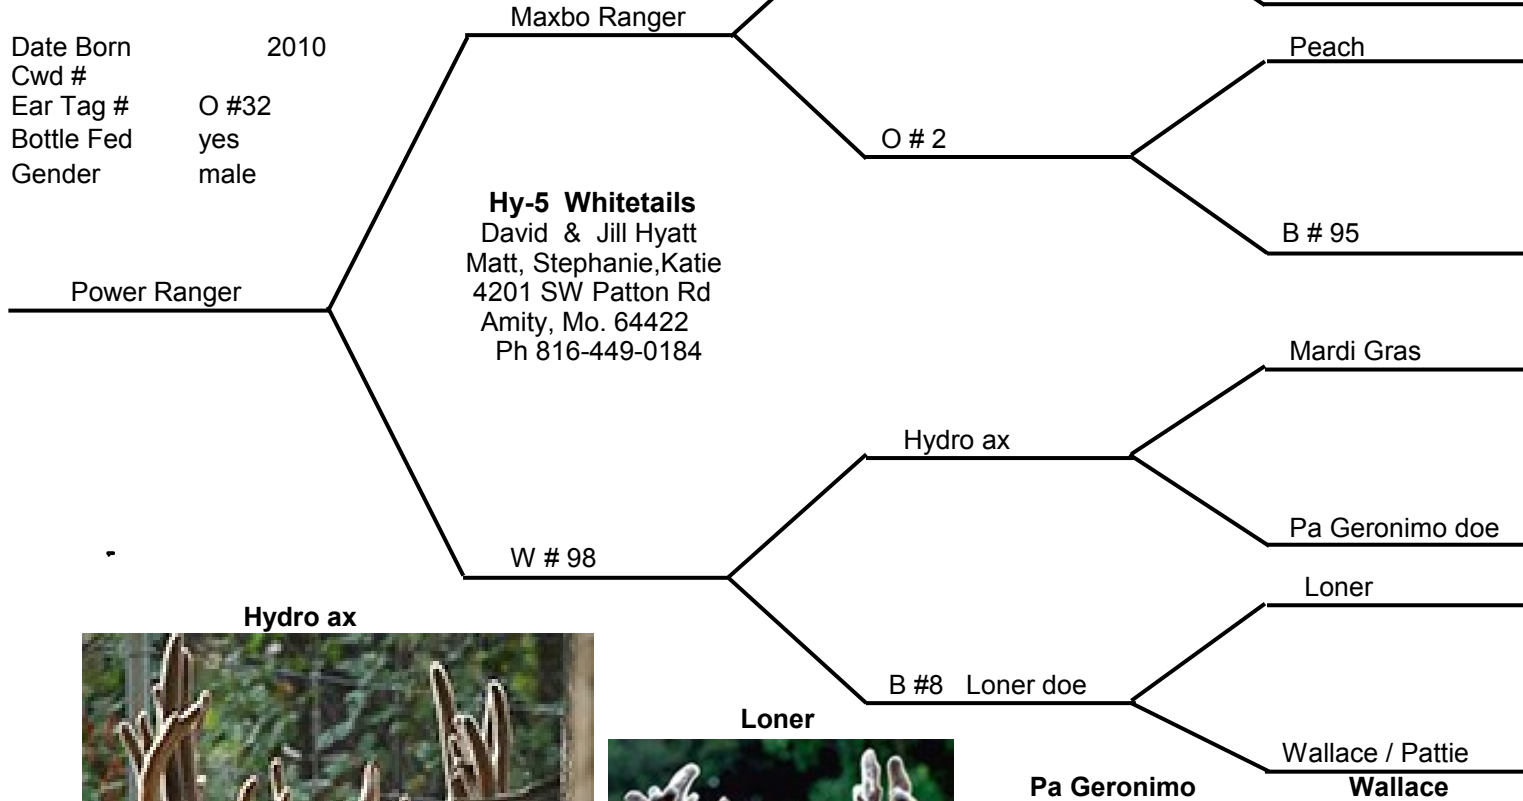 Maxbo Ranger
Date Born 2010
Cwd #
Ear Tag # O #32
Bottle Fed yes
Gender male
Peach
O # 2
Hy-5 Whitetails
David & Jill Hyatt
Matt, Stephanie,Katie
4201 SW Patton Rd
Amity, Mo. 64422
Ph 816-449-0184
B # 95
Power Ranger
Mardi Gras
Hydro ax
Pa Geronimo doe
W # 98
Loner
Hydro ax
B #8 Loner doe
Loner
Wallace / Pattie
Pa Geronimo
Wallace